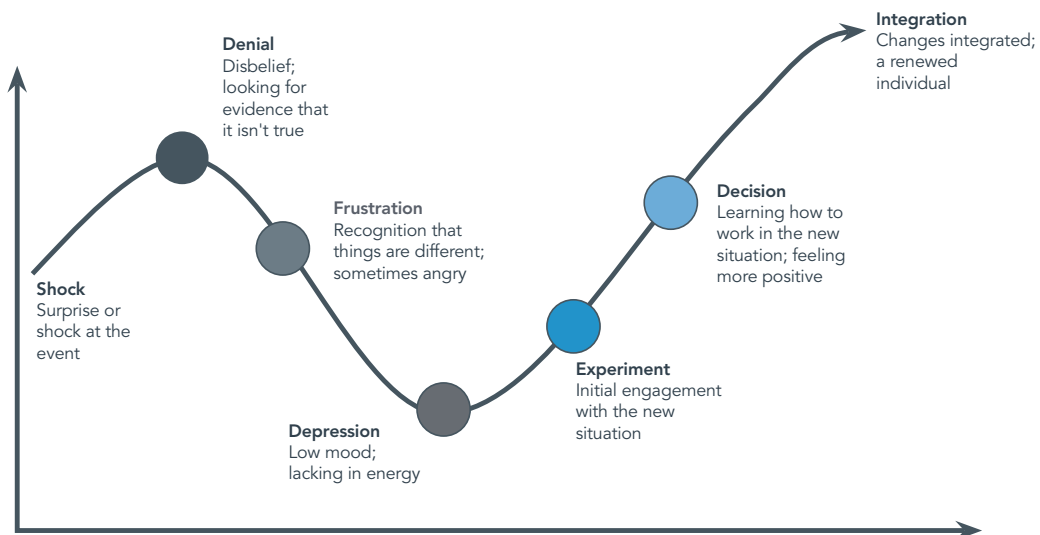 Shock
Surprise or
shock at the
event
Denial
Disbelief;
looking for
evidence that
it isn't true
Frustration
Recognition that
things are different;
sometimes angry
Depression
Low mood;
lacking in energy
Experiment
Initial engagement
with the new
situation
Decision
Learning how to
work in the new
situation; feeling
more positive
Integration
Changes integrated;
a renewed
individual